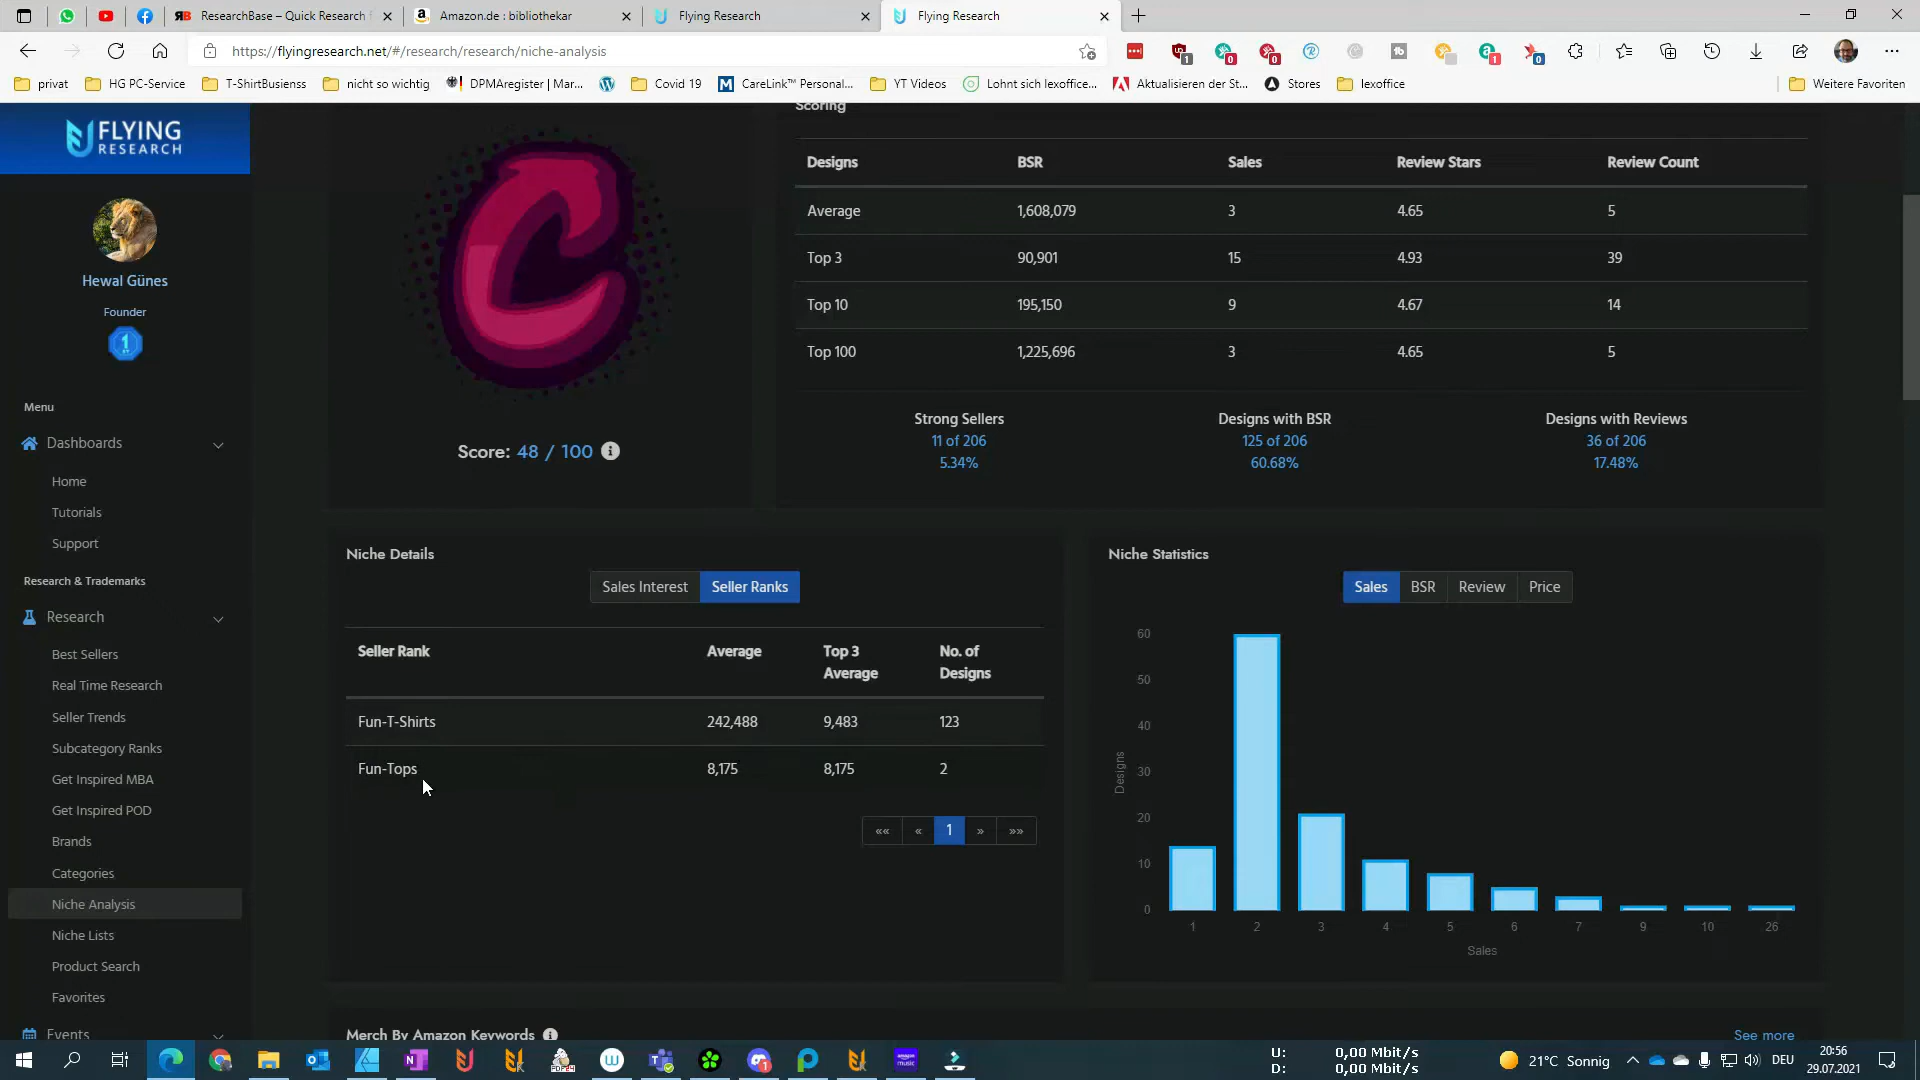 ResearchBase – Quick Research f
Amazon.de : bibliothekar
Flying Research
Flying Research
https://flyingresearch.net/#/research/research/niche-analysis
privat
HG PC-Service
T-ShirtBusienss
nicht so wichtig
DPMAregister | Mar...
Covid 19
CareLink™ Personal...
YT Videos
Lohnt sich lexoffice...
Aktualisieren der St...
Stores
lexoffice
Weitere Favoriten
FLYING
RESEARCH
Hewal Günes
Founder
1
Menu
Dashboards
Home
Tutorials
Support
Research & Trademarks
Research
Best Sellers
Real Time Research
Seller Trends
Subcategory Ranks
Get Inspired MBA
Get Inspired POD
Brands
Categories
Niche Analysis
Niche Lists
Product Search
Favorites
Events
C
Score: 48 / 100
Scoring
Designs BSR Sales Review Stars Review Count
Average 1,608,079 3 4.65 5
Top 3 90,901 15 4.93 39
Top 10 195,150 9 4.67 14
Top 100 1,225,696 3 4.65 5
Strong Sellers Designs with BSR Designs with Reviews
11 of 206 125 of 206 36 of 206
5.34% 60.68% 17.48%
Niche Details
Sales Interest Seller Ranks
Seller Rank Average Top 3 Average No. of Designs
Fun-T-Shirts 242,488 9,483 123
Fun-Tops 8,175 8,175 2
«« « 1 » »»
Niche Statistics
Sales BSR Review Price
60
50
40
30
20
10
0
Designs
1 2 3 4 5 6 7 9 10 26
Sales
Merch By Amazon Keywords
See more
U: 0,00 Mbit/s
D: 0,00 Mbit/s
21°C Sonnig
DEU
20:56
29.07.2021